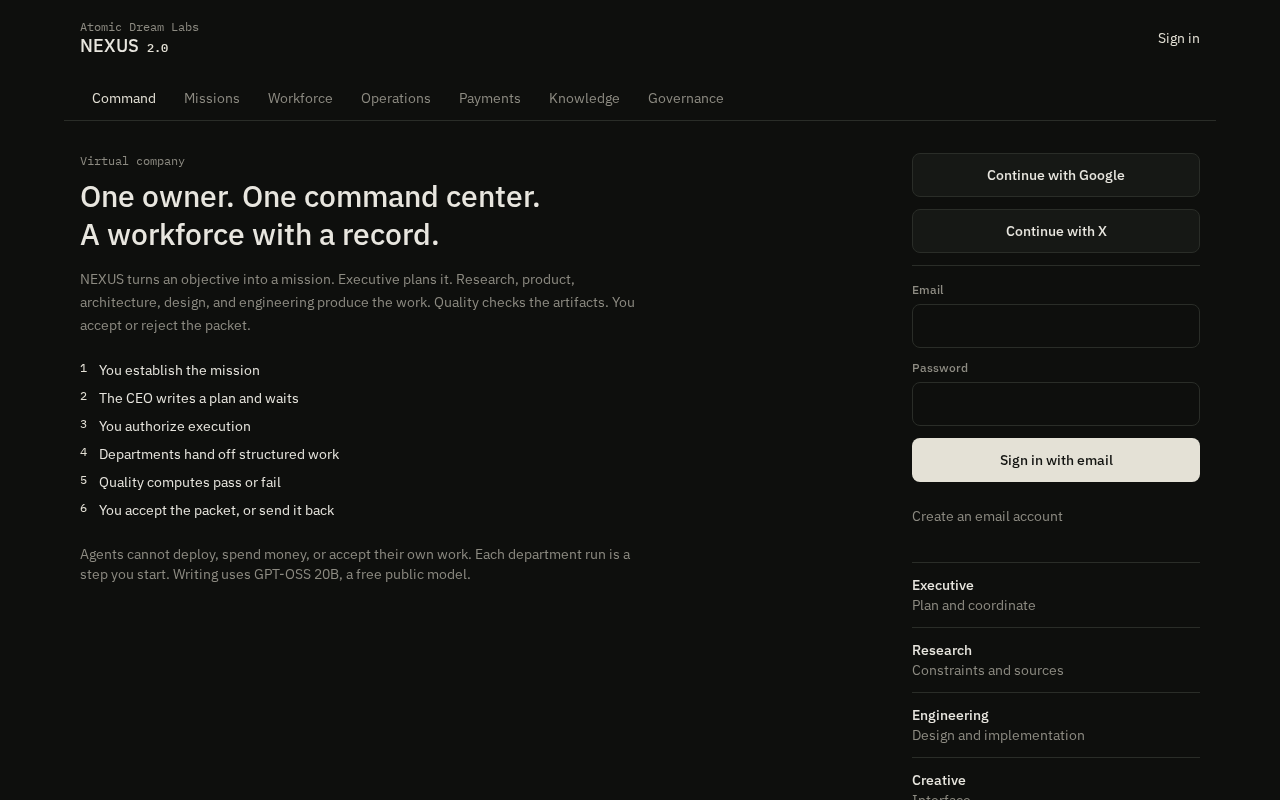 Atomic Dream Labs
NEXUS 2.0
Sign in
Command Missions Workforce Operations Payments Knowledge Governance
Virtual company
One owner. One command center.
A workforce with a record.
NEXUS turns an objective into a mission. Executive plans it. Research, product,
architecture, design, and engineering produce the work. Quality checks the artifacts. You
accept or reject the packet.
1 You establish the mission
2 The CEO writes a plan and waits
3 You authorize execution
4 Departments hand off structured work
5 Quality computes pass or fail
6 You accept the packet, or send it back
Agents cannot deploy, spend money, or accept their own work. Each department run is a
step you start. Writing uses GPT-OSS 20B, a free public model.
Continue with Google
Continue with X
Email
Password
Sign in with email
Create an email account
Executive
Plan and coordinate
Research
Constraints and sources
Engineering
Design and implementation
Creative
Interface